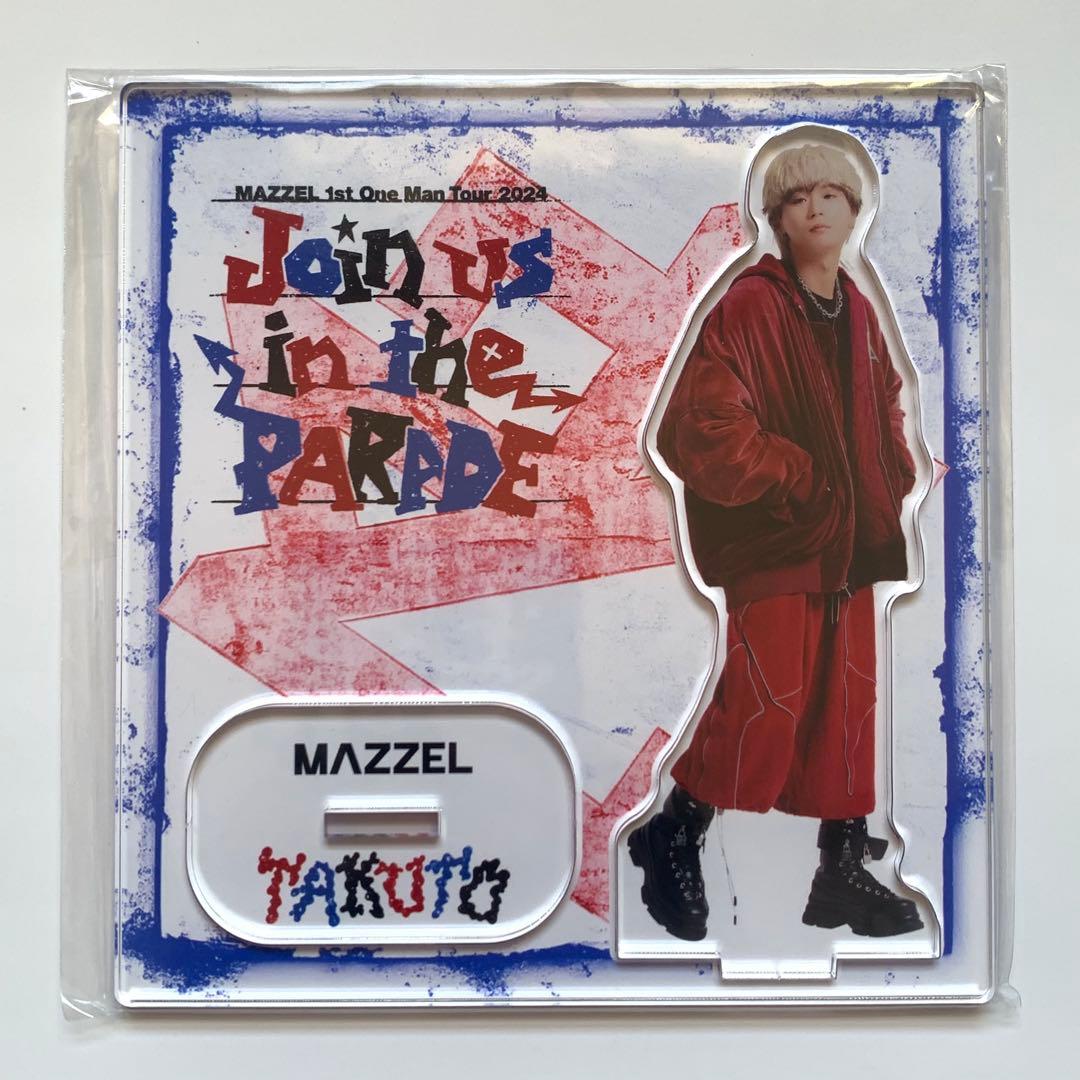 MAZZEL 1st One Man Tour 2024
Join us
in the
PARADE
MAZZEL
TAKUTO